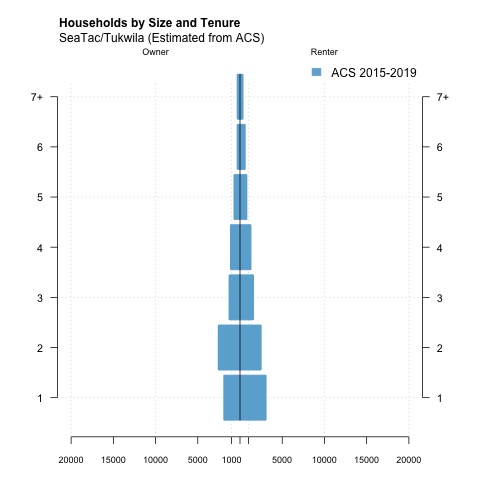 Households by Size and Tenure
SeaTac/Tukwila (Estimated from ACS)
Owner Renter
ACS 2015-2019
7+ 7+
6 6
5 5
4 4
3 3
2 2
1 1
20000 15000 10000 5000 1000 5000 10000 15000 20000